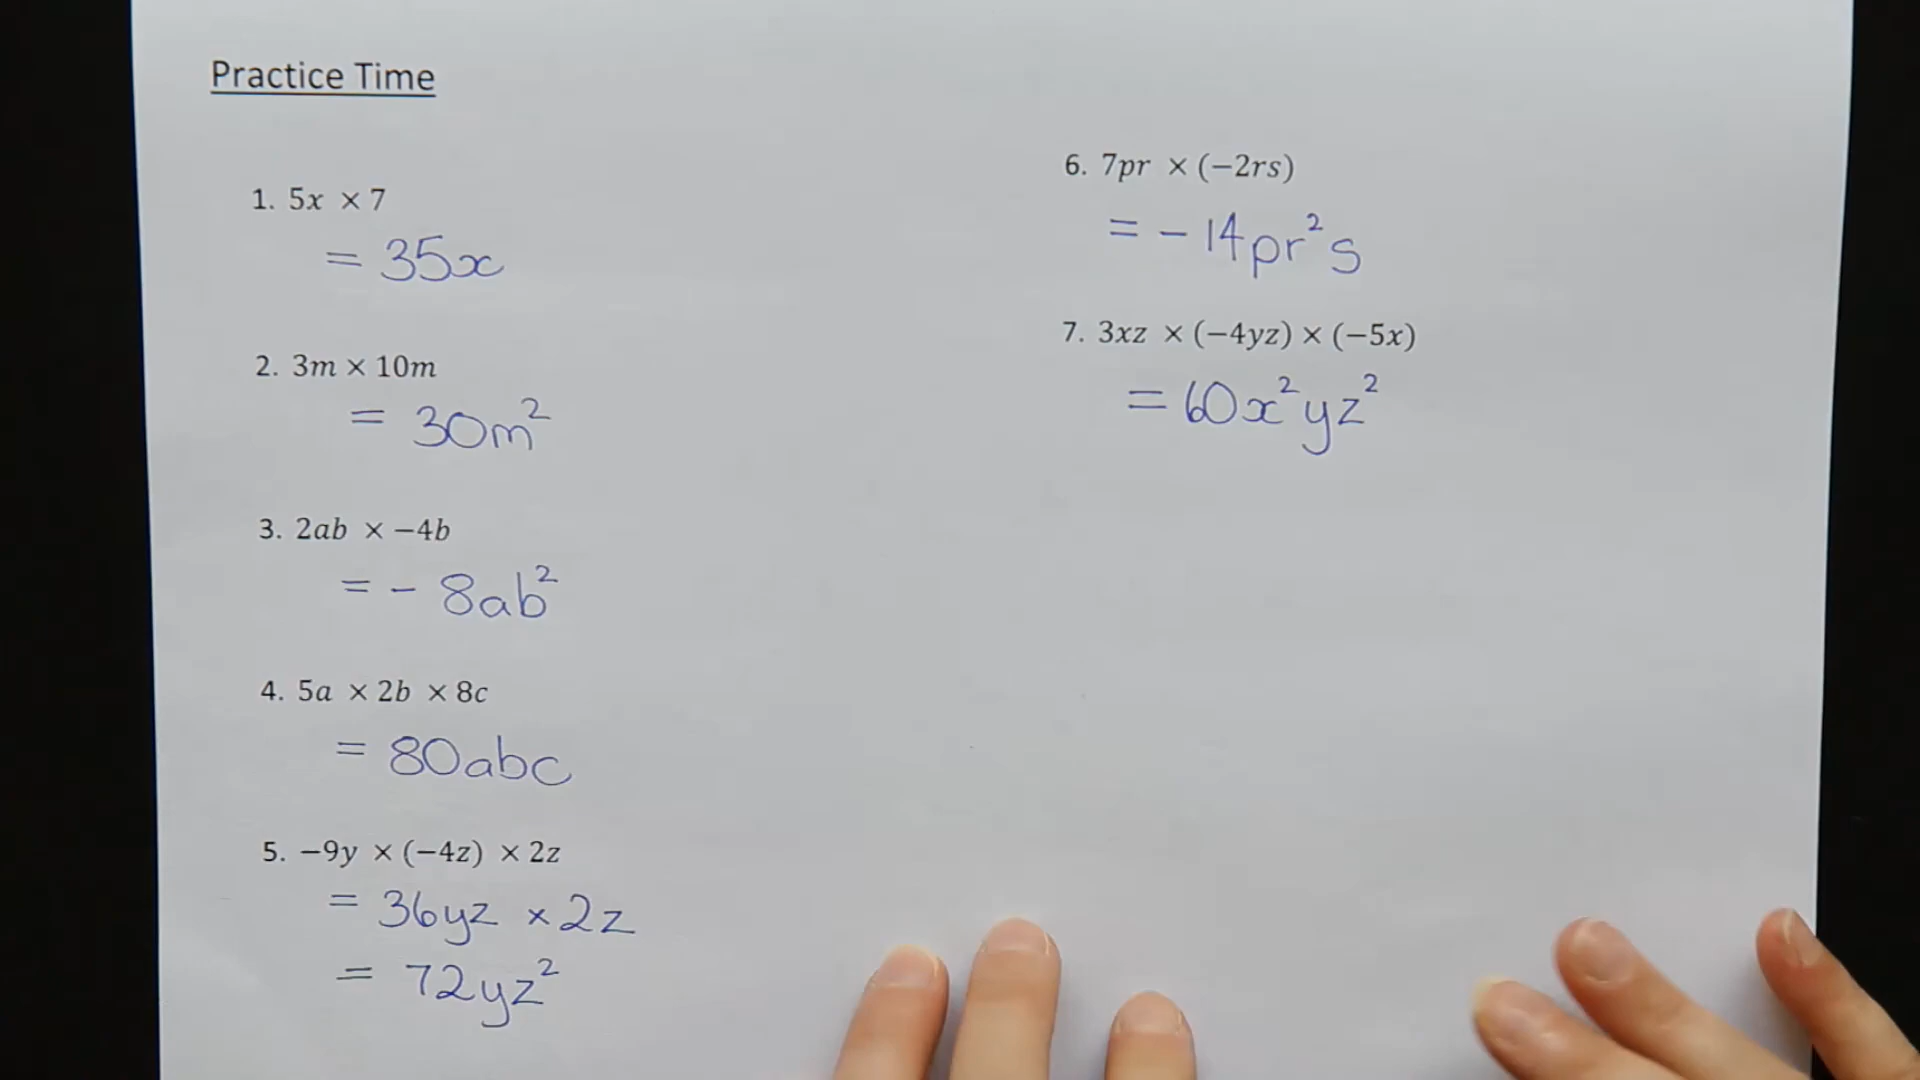 Practice Time
1. 5x × 7
= 35x
2. 3m × 10m
= 30m²
3. 2ab × −4b
= − 8ab²
4. 5a × 2b × 8c
= 80abc
5. −9y × (−4z) × 2z
= 36yz × 2z
= 72yz²
6. 7pr × (−2rs)
= − 14pr²s
7. 3xz × (−4yz) × (−5x)
= 60x²yz²